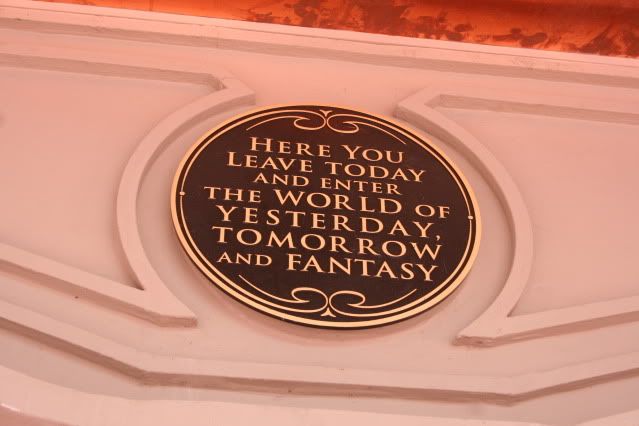 HERE YOU
LEAVE TODAY
AND ENTER
THE WORLD OF
YESTERDAY,
TOMORROW
AND FANTASY